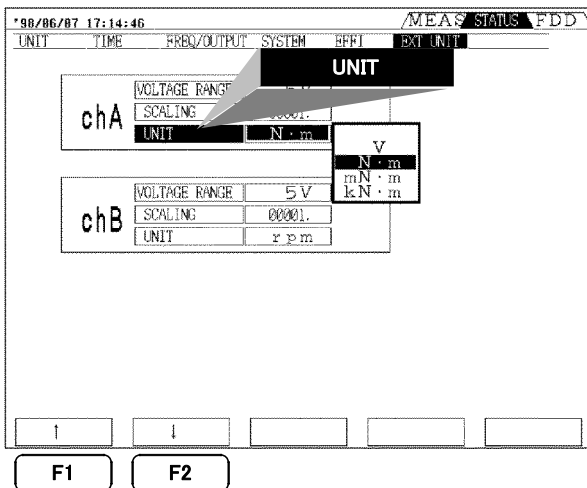 '98/06/07 17:14:46 MEAS STATUS FDD
UNIT TIME FREQ/OUTPUT SYSTEM EFFI EXT UNIT
UNIT
VOLTAGE RANGE
chA SCALING
UNIT N・m
V
N・m
mN・m
kN・m
VOLTAGE RANGE 5V
chB SCALING 00001.
UNIT rpm
↑ ↓
F1 F2